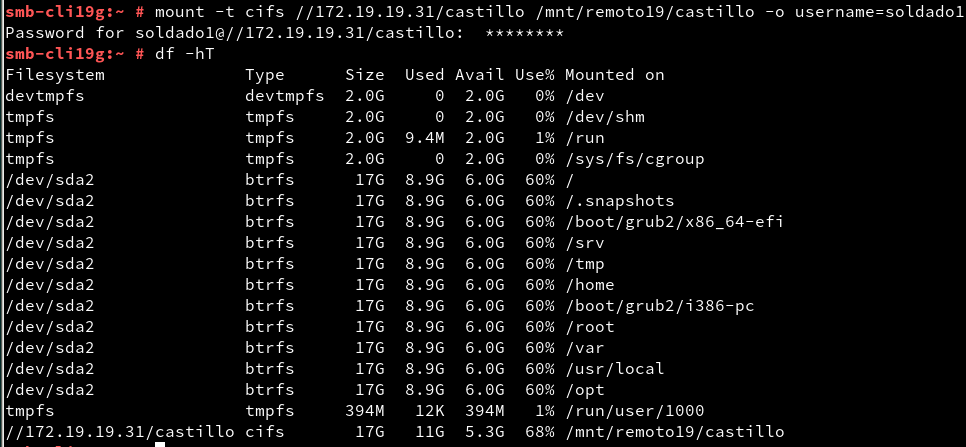 smb-cli19g:~ # mount -t cifs //172.19.19.31/castillo /mnt/remoto19/castillo -o username=soldado1
Password for soldado1@//172.19.19.31/castillo:  ********
smb-cli19g:~ # df -hT
Filesystem              Type      Size  Used Avail Use% Mounted on
devtmpfs                devtmpfs  2.0G     0  2.0G   0% /dev
tmpfs                   tmpfs     2.0G     0  2.0G   0% /dev/shm
tmpfs                   tmpfs     2.0G  9.4M  2.0G   1% /run
tmpfs                   tmpfs     2.0G     0  2.0G   0% /sys/fs/cgroup
/dev/sda2               btrfs      17G  8.9G  6.0G  60% /
/dev/sda2               btrfs      17G  8.9G  6.0G  60% /.snapshots
/dev/sda2               btrfs      17G  8.9G  6.0G  60% /boot/grub2/x86_64-efi
/dev/sda2               btrfs      17G  8.9G  6.0G  60% /srv
/dev/sda2               btrfs      17G  8.9G  6.0G  60% /tmp
/dev/sda2               btrfs      17G  8.9G  6.0G  60% /home
/dev/sda2               btrfs      17G  8.9G  6.0G  60% /boot/grub2/i386-pc
/dev/sda2               btrfs      17G  8.9G  6.0G  60% /root
/dev/sda2               btrfs      17G  8.9G  6.0G  60% /var
/dev/sda2               btrfs      17G  8.9G  6.0G  60% /usr/local
/dev/sda2               btrfs      17G  8.9G  6.0G  60% /opt
tmpfs                   tmpfs     394M   12K  394M   1% /run/user/1000
//172.19.19.31/castillo cifs       17G   11G  5.3G  68% /mnt/remoto19/castillo